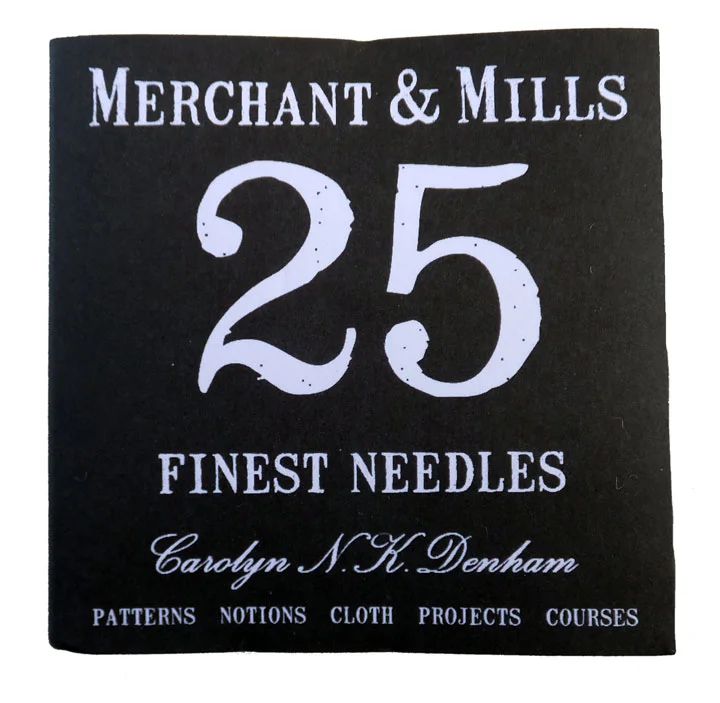 MERCHANT & MILLS
25
FINEST NEEDLES
Carolyn N.K. Denham
PATTERNS NOTIONS CLOTH PROJECTS COURSES